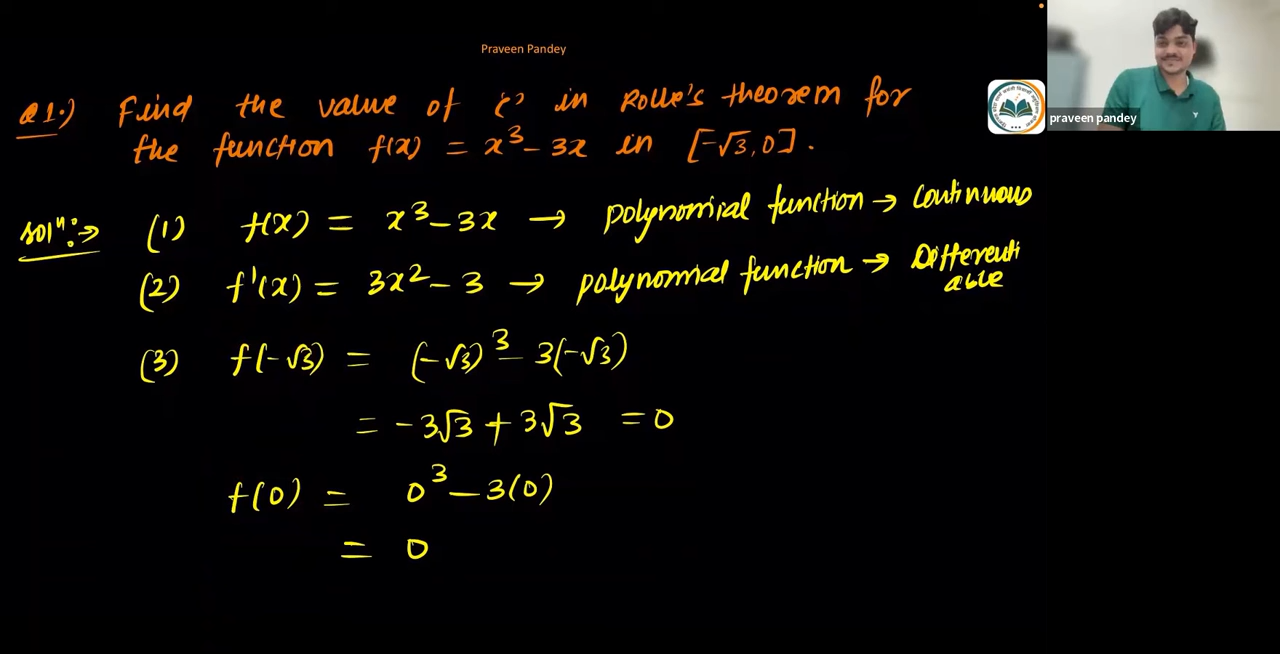 Praveen Pandey
Q1.) Find the value of 'c' in Rolle's theorem for
the function f(x) = x³ - 3x in [-√3, 0].
Solⁿ:→ (1) f(x) = x³ - 3x → polynomial function → Continuous
(2) f'(x) = 3x² - 3 → polynomial function → Differenti
able
(3) f(-√3) = (-√3)³ - 3(-√3)
= -3√3 + 3√3 = 0
f(0) = 0³ - 3(0)
= 0
praveen pandey